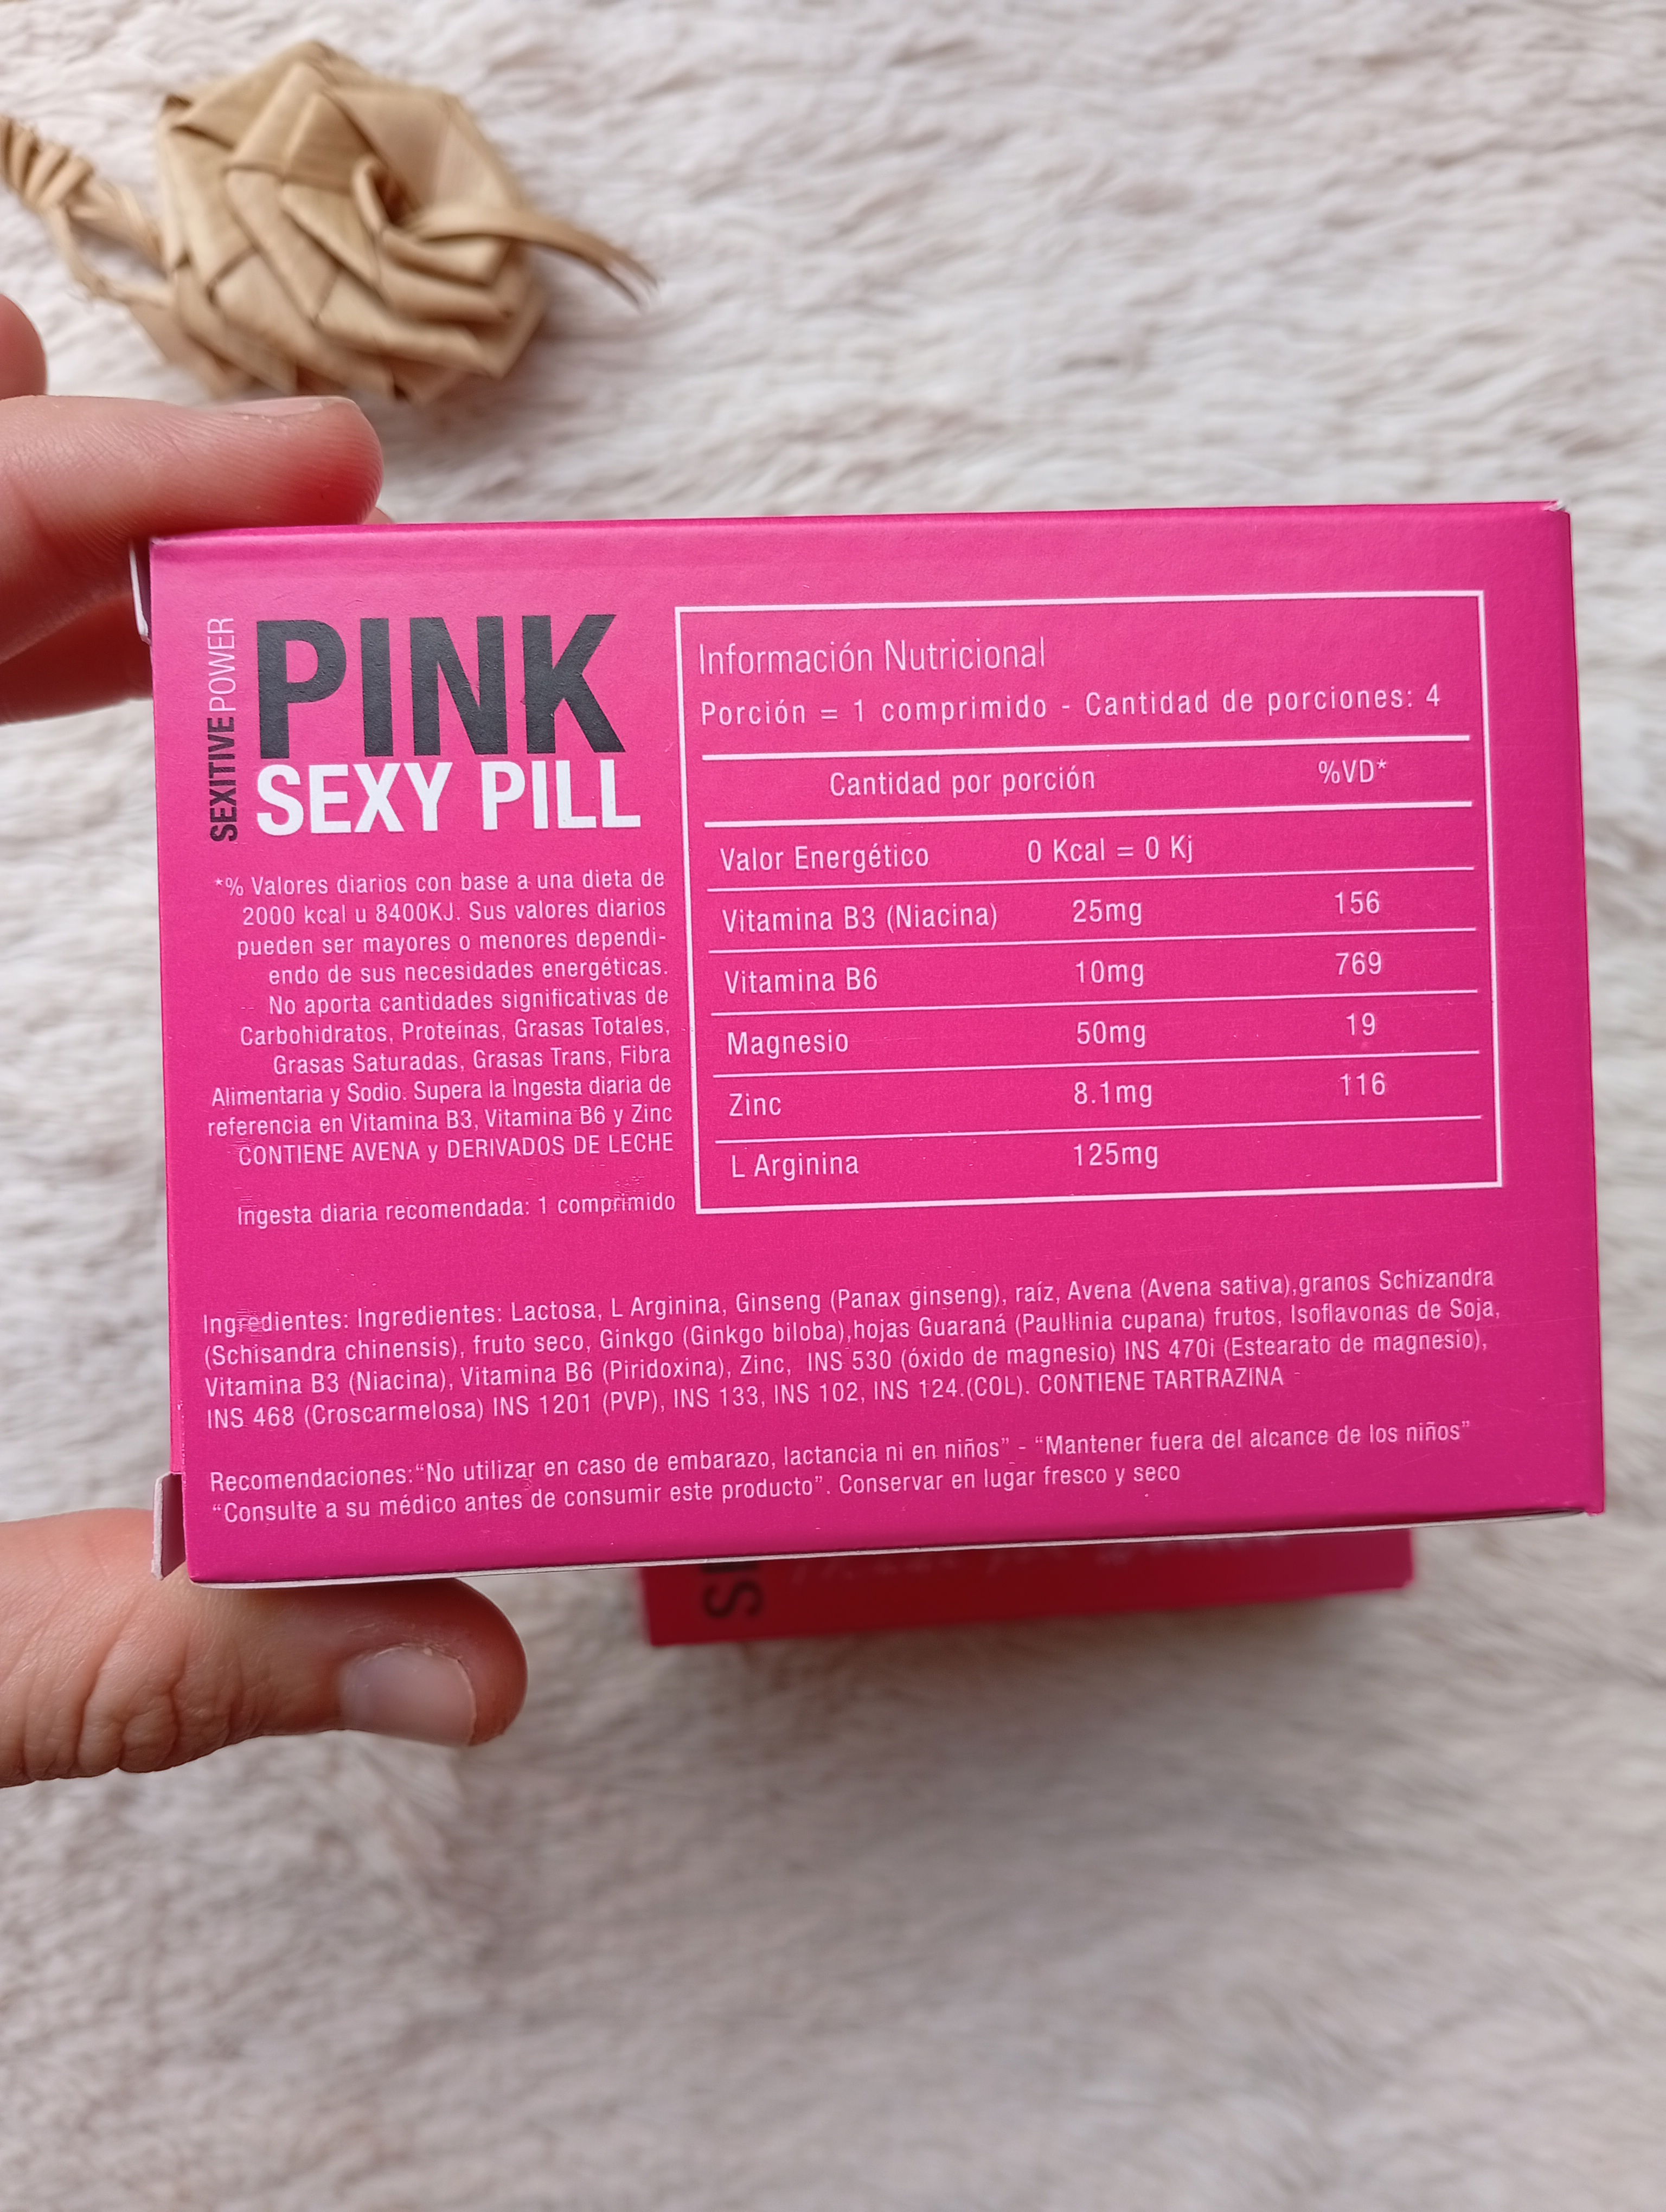 SEXITIVE POWER
PINK
SEXY PILL
*% Valores diarios con base a una dieta de
2000 kcal u 8400KJ. Sus valores diarios
pueden ser mayores o menores dependi-
endo de sus necesidades energéticas.
No aporta cantidades significativas de
Carbohidratos, Proteínas, Grasas Totales,
Grasas Saturadas, Grasas Trans, Fibra
Alimentaria y Sodio. Supera la Ingesta diaria de
referencia en Vitamina B3, Vitamina B6 y Zinc
CONTIENE AVENA y DERIVADOS DE LECHE
Ingesta diaria recomendada: 1 comprimido
Información Nutricional
Porción = 1 comprimido - Cantidad de porciones: 4
Cantidad por porción %VD*
Valor Energético 0 Kcal = 0 Kj
Vitamina B3 (Niacina) 25mg 156
Vitamina B6 10mg 769
Magnesio 50mg 19
Zinc 8.1mg 116
L Arginina 125mg
Ingredientes: Ingredientes: Lactosa, L Arginina, Ginseng (Panax ginseng), raíz, Avena (Avena sativa),granos Schizandra
(Schisandra chinensis), fruto seco, Ginkgo (Ginkgo biloba),hojas Guaraná (Paullinia cupana) frutos, Isoflavonas de Soja,
Vitamina B3 (Niacina), Vitamina B6 (Piridoxina), Zinc, INS 530 (óxido de magnesio) INS 470i (Estearato de magnesio),
INS 468 (Croscarmelosa) INS 1201 (PVP), INS 133, INS 102, INS 124.(COL). CONTIENE TARTRAZINA
Recomendaciones:"No utilizar en caso de embarazo, lactancia ni en niños" - "Mantener fuera del alcance de los niños"
"Consulte a su médico antes de consumir este producto". Conservar en lugar fresco y seco